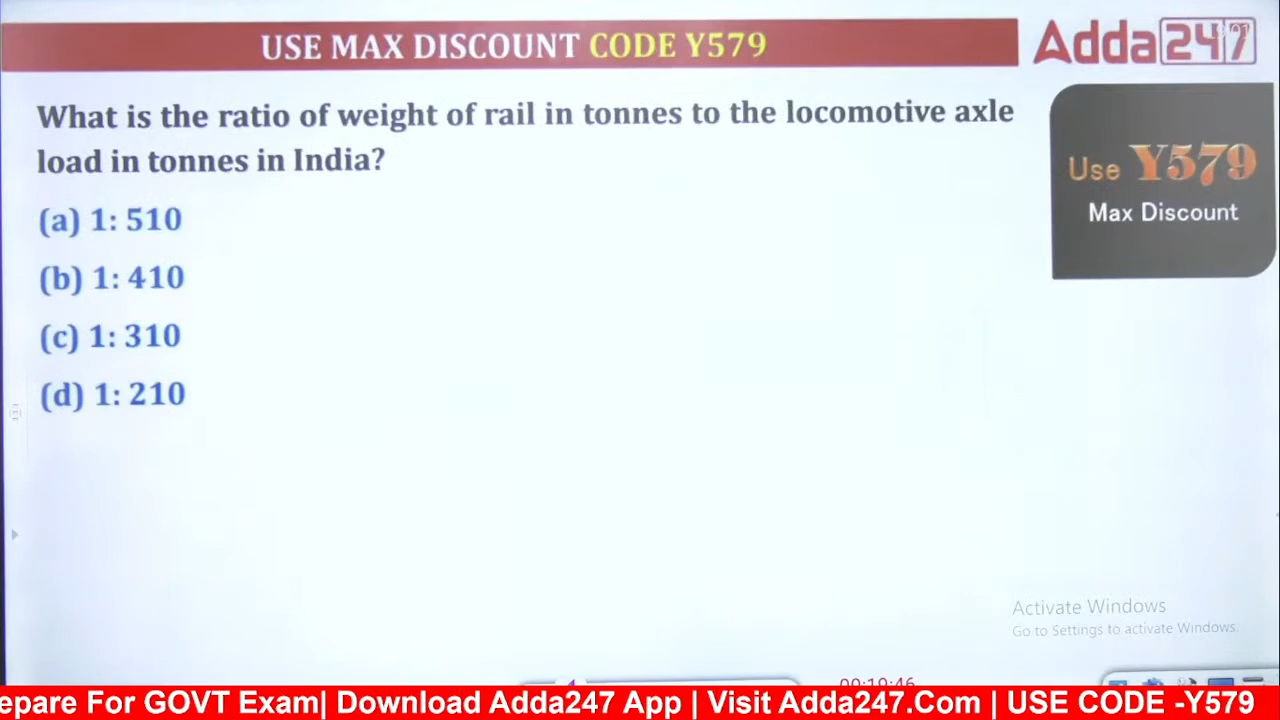 USE MAX DISCOUNT CODE Y579
Adda247
What is the ratio of weight of rail in tonnes to the locomotive axle
load in tonnes in India?
Use Y579
Max Discount
(a) 1: 510
(b) 1: 410
(c) 1: 310
(d) 1: 210
Activate Windows
Go to Settings to activate Windows.
00:19:46
epare For GOVT Exam| Download Adda247 App | Visit Adda247.Com | USE CODE -Y579